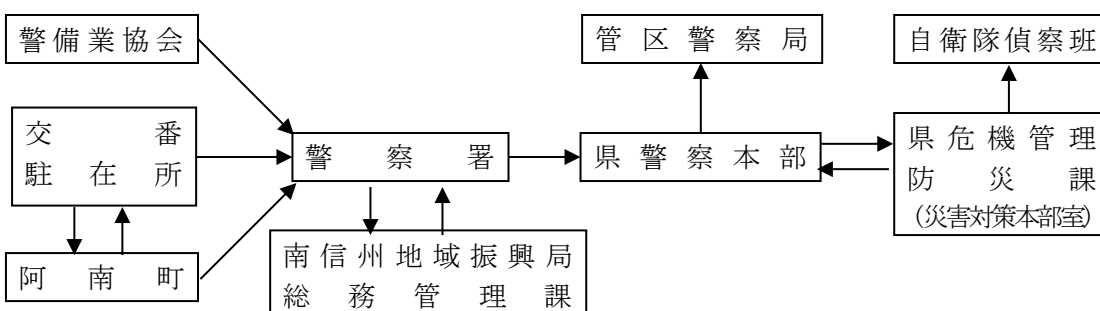 警備業協会
管区警察局
自衛隊偵察班
交番
駐在所
警察署
県警察本部
県危機管理
防災課
（災害対策本部室）
阿南町
南信州地域振興局
総務管理課